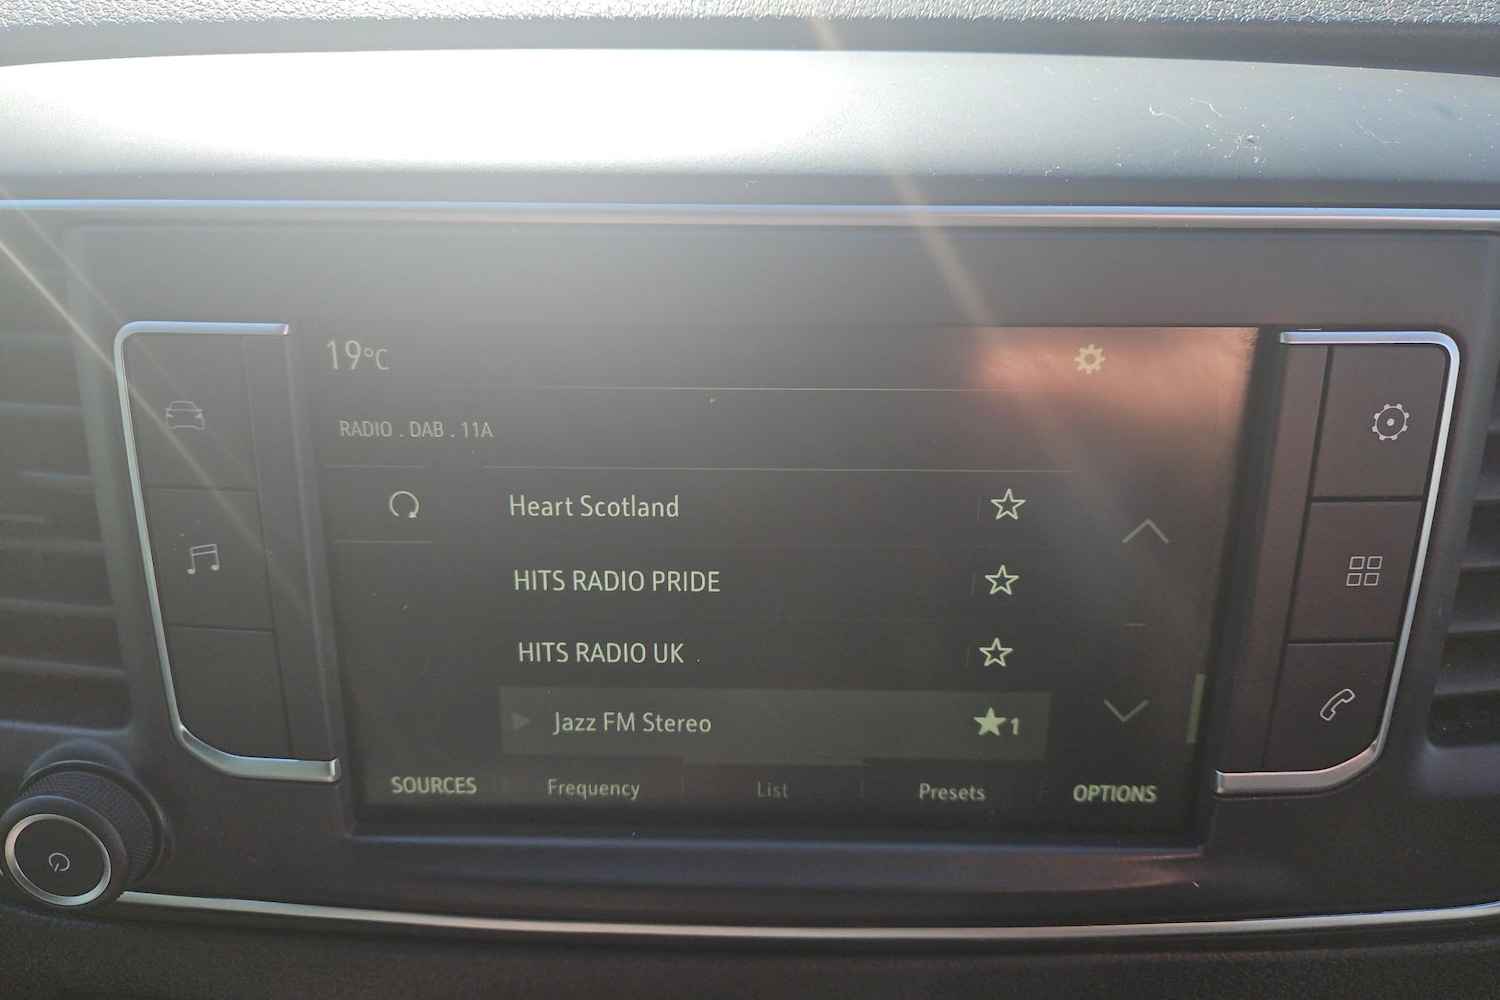 19°C
RADIO . DAB . 11A
Heart Scotland
HITS RADIO PRIDE
HITS RADIO UK
Jazz FM Stereo 1
SOURCES Frequency List Presets OPTIONS